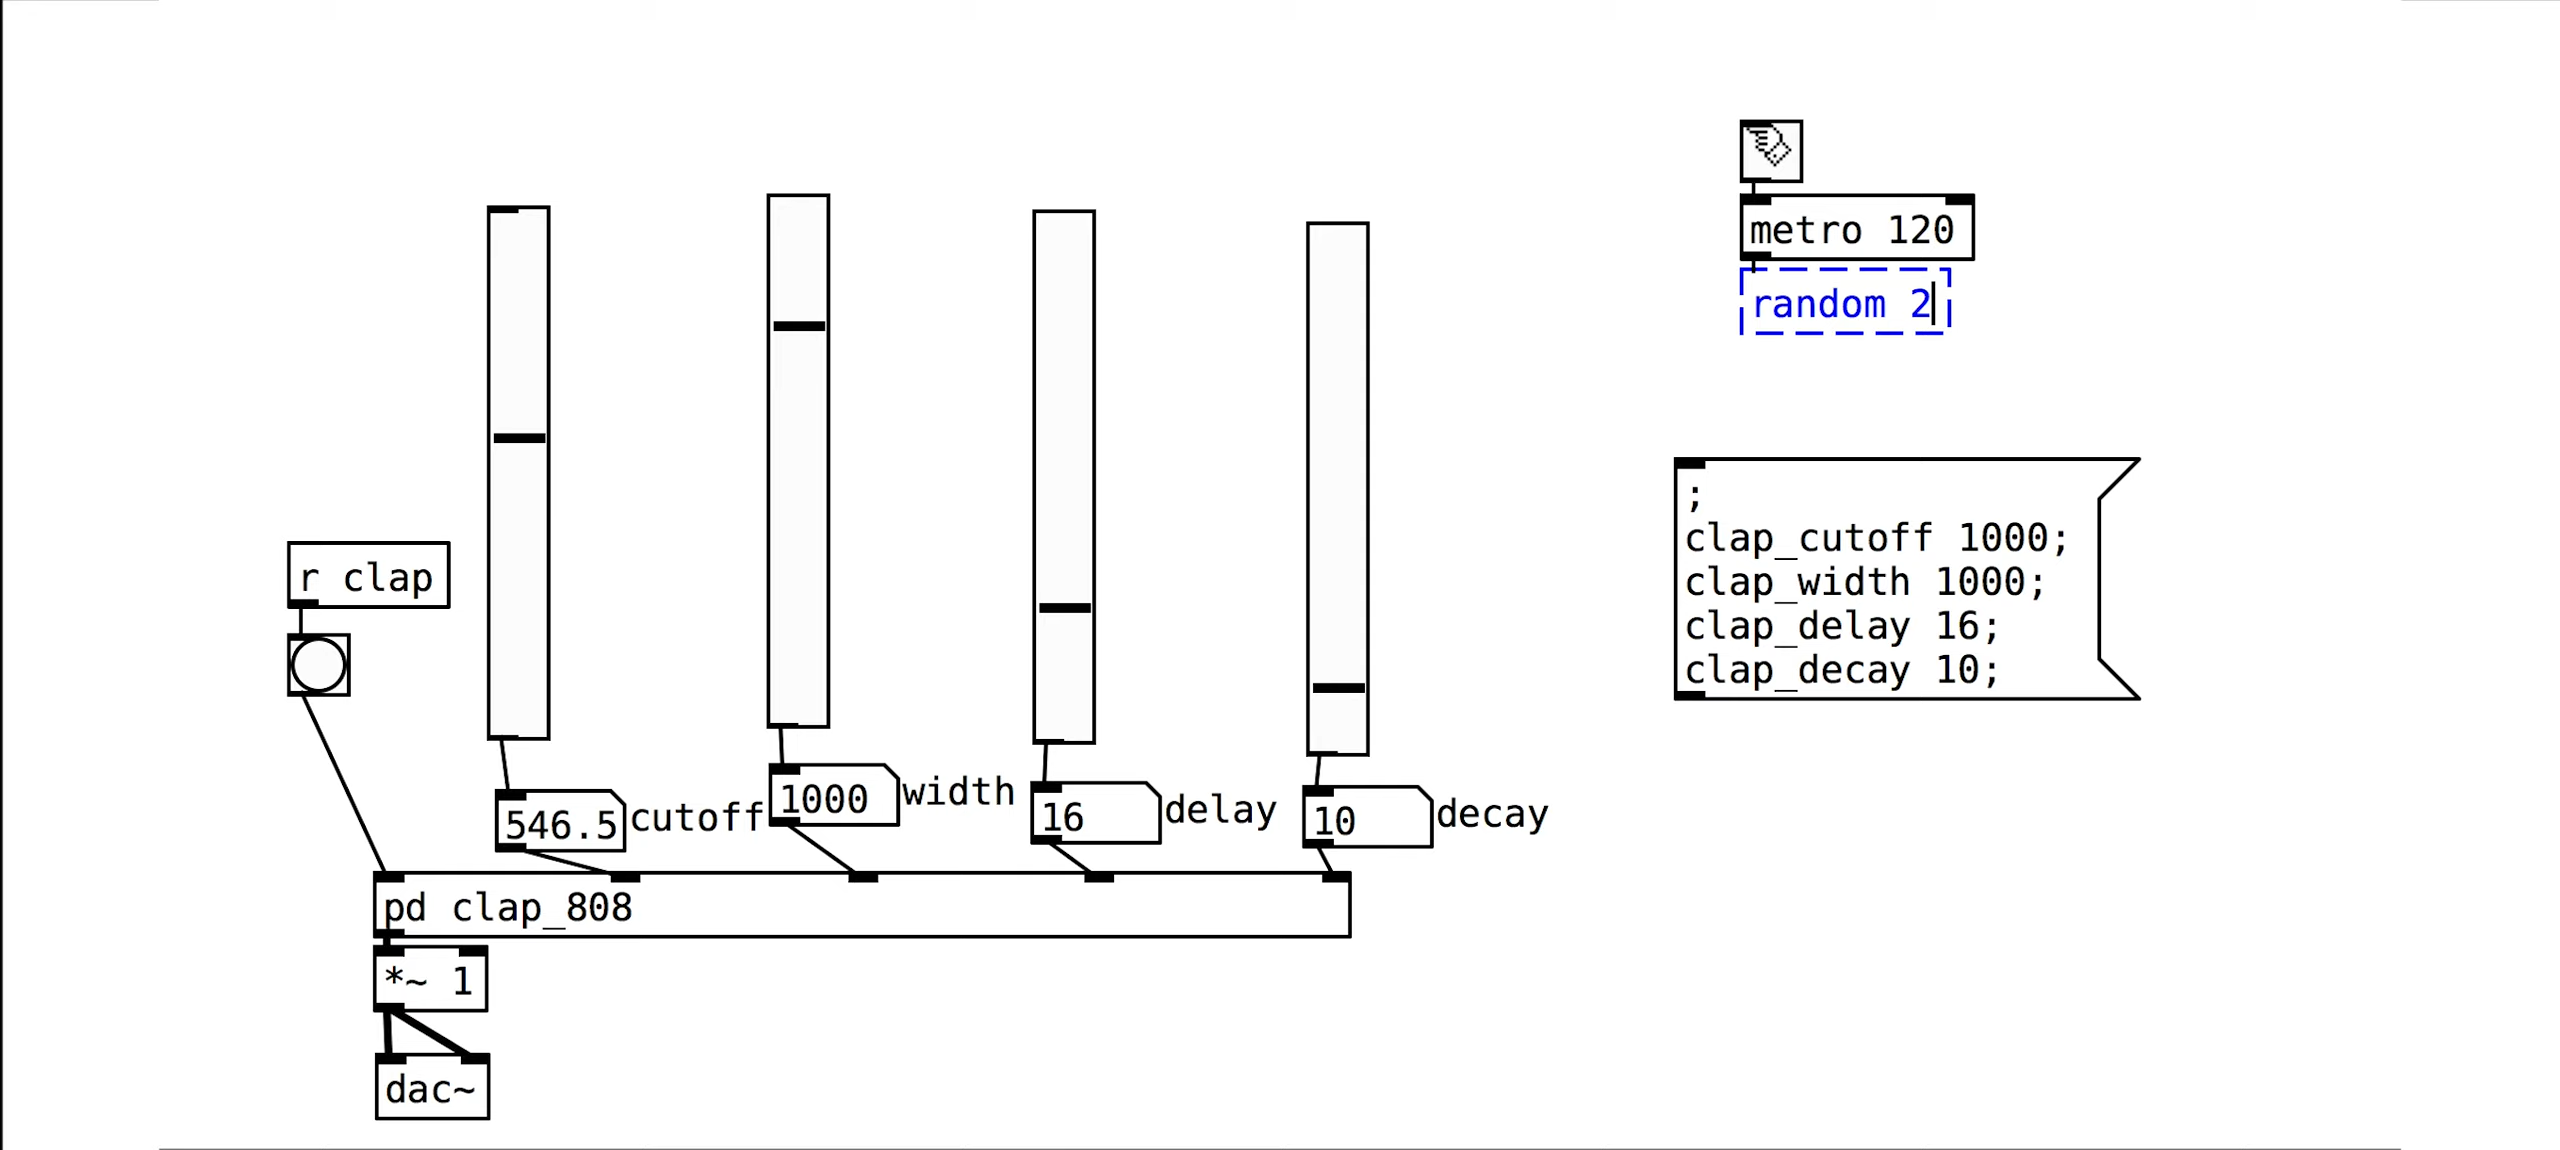 metro 120
random 2
;
clap_cutoff 1000;
clap_width 1000;
clap_delay 16;
clap_decay 10;
r clap
546.5 cutoff
1000 width
16 delay
10 decay
pd clap_808
*~ 1
dac~